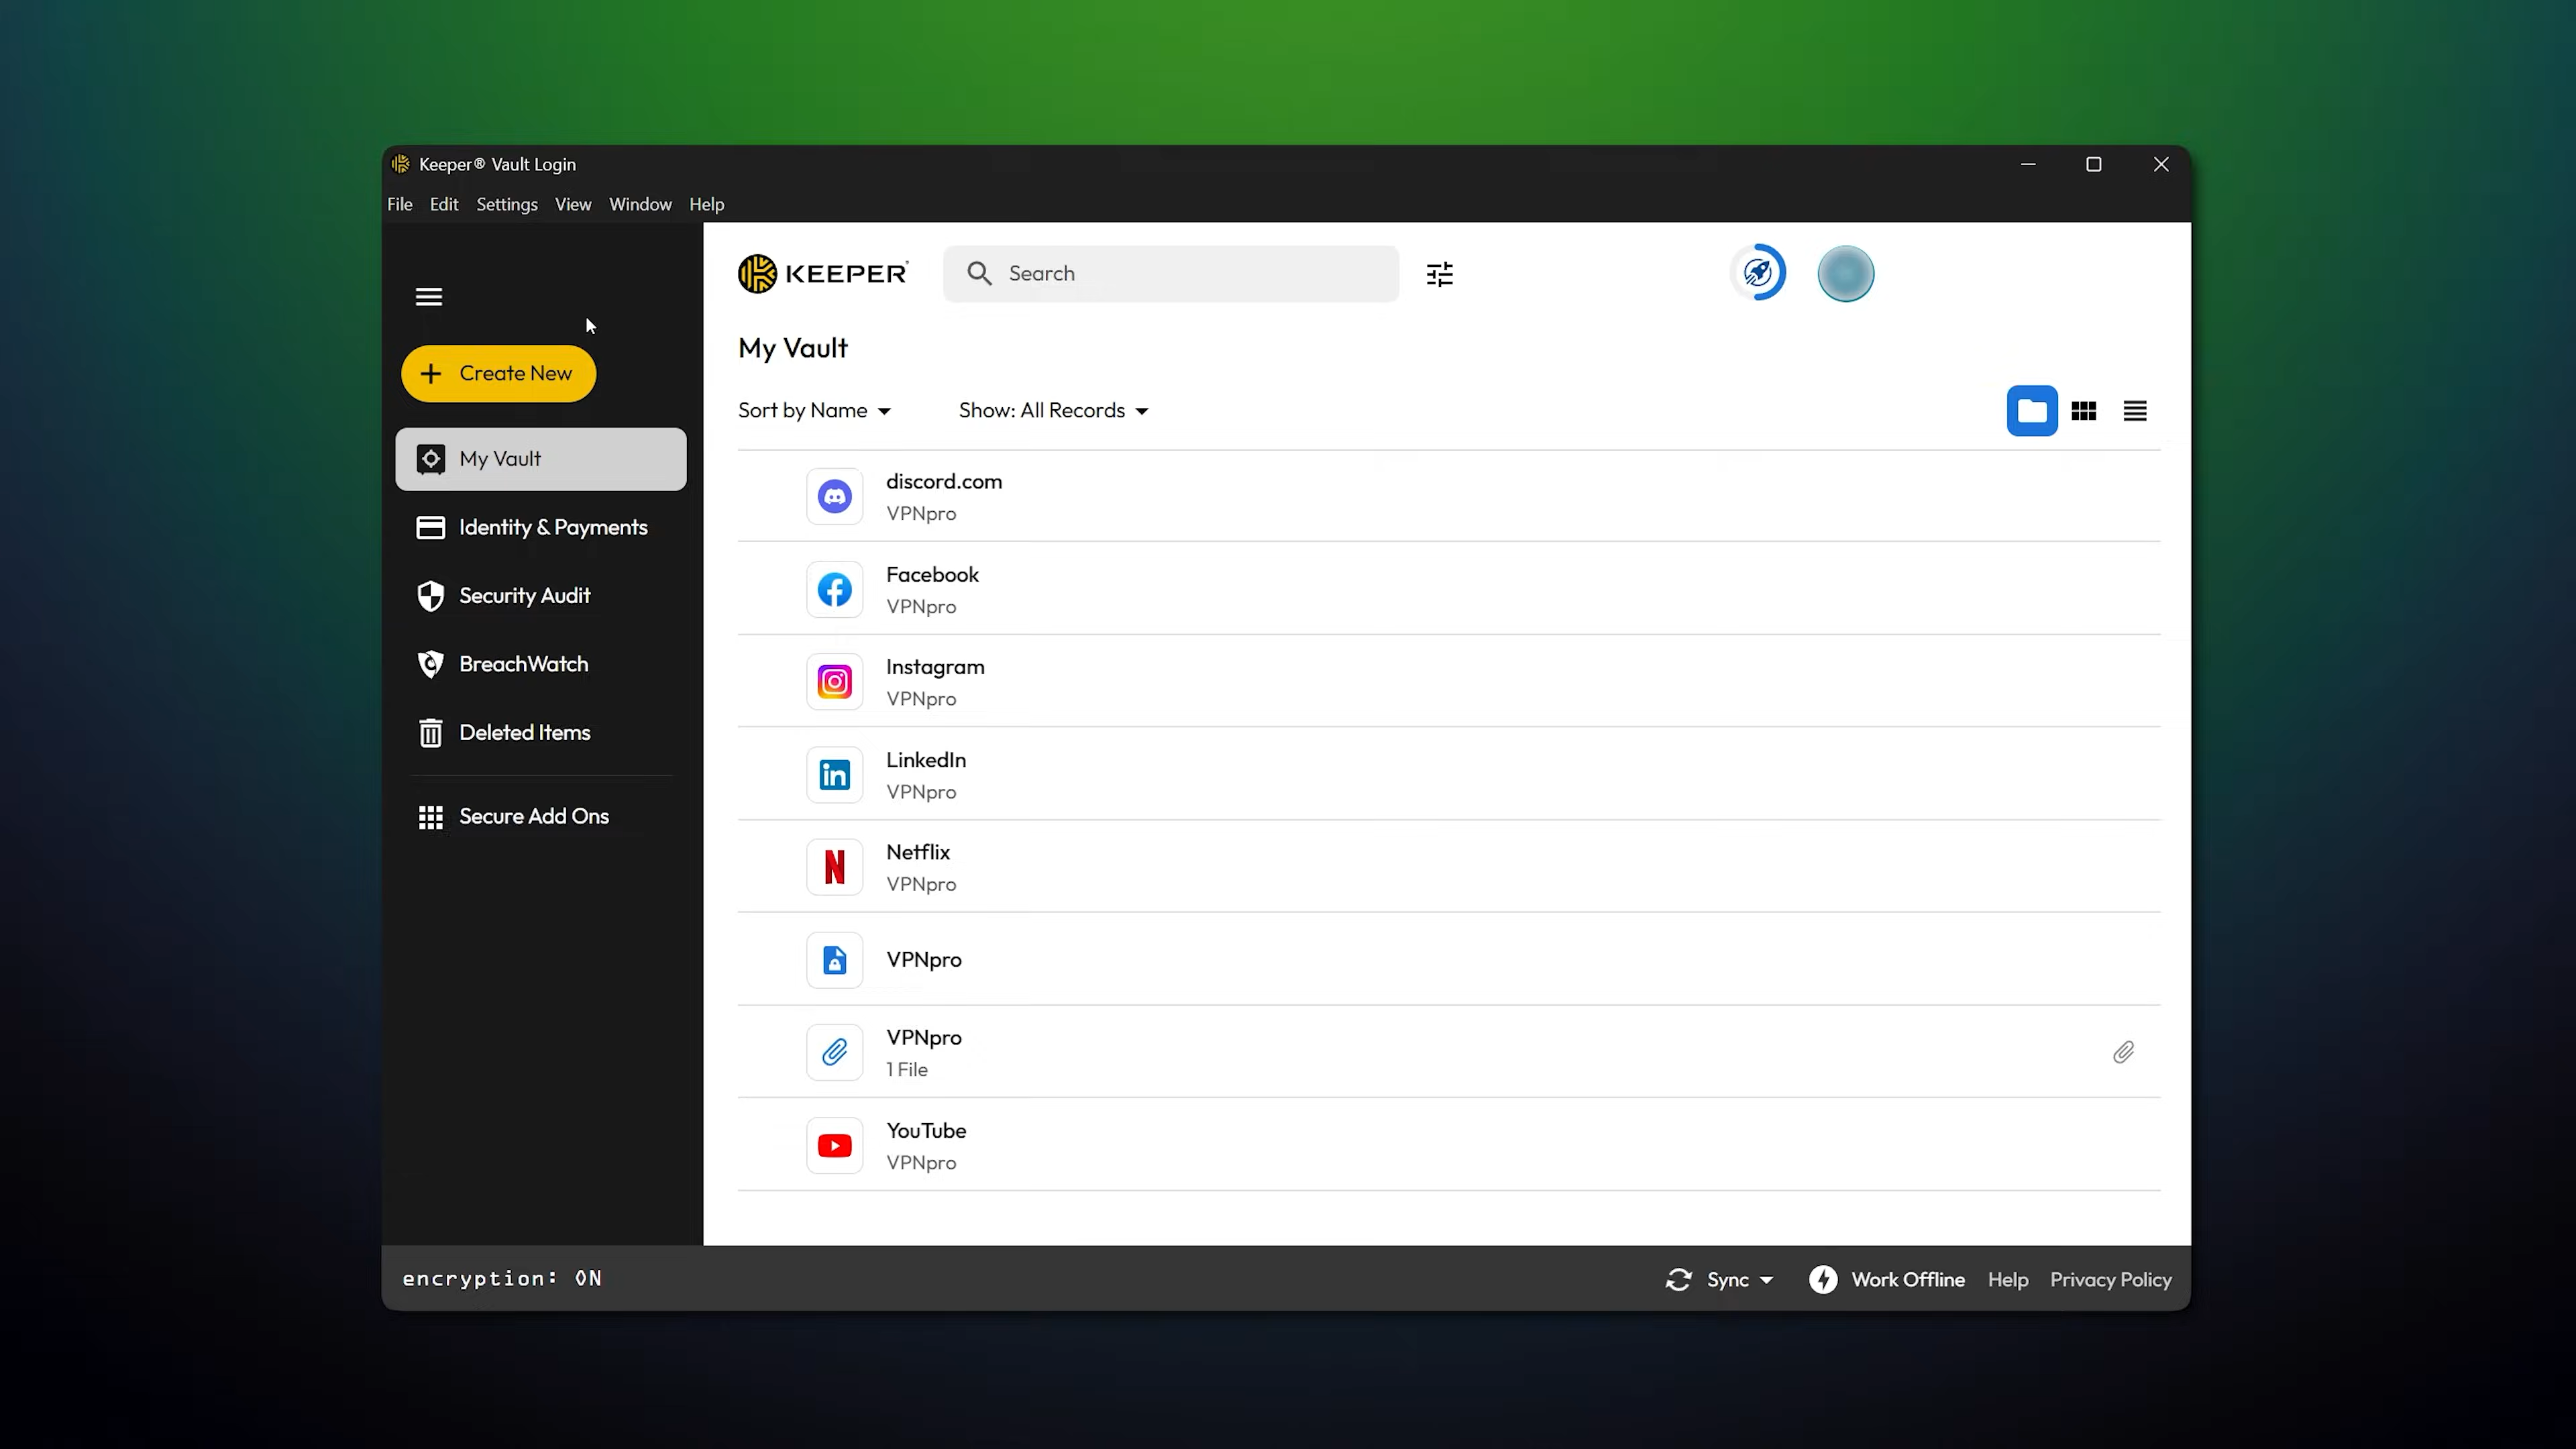 Keeper® Vault Login
File Edit Settings View Window Help
KEEPER
Search
Create New
My Vault
Identity & Payments
Security Audit
BreachWatch
Deleted Items
Secure Add Ons
My Vault
Sort by Name Show: All Records
discord.com
VPNpro
Facebook
VPNpro
Instagram
VPNpro
LinkedIn
VPNpro
Netflix
VPNpro
VPNpro
VPNpro
1 File
YouTube
VPNpro
encryption: ON
Sync Work Offline Help Privacy Policy